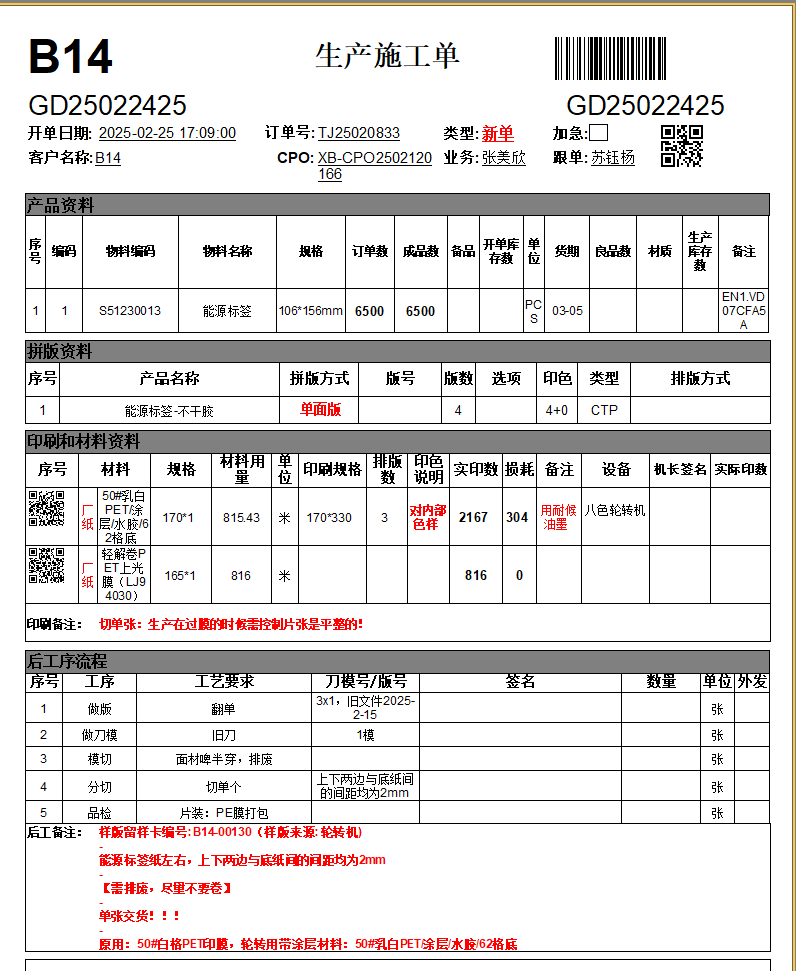 B14
生产施工单
GD25022425
GD25022425
开单日期: 2025-02-25 17:09:00 订单号: TJ25020833 类型: 新单 加急:
客户名称: B14 CPO: XB-CPO2502120166 业务: 张美欣 跟单: 苏钰杨
产品资料
序号 编码 物料编码 物料名称 规格 订单数 成品数 备品 开单库存数 单位 货期 良品数 材质 生产库存数 备注
1 1 S51230013 能源标签 106*156mm 6500 6500 PCS 03-05 EN1.VD07CFA5A
拼版资料
序号 产品名称 拼版方式 版号 版数 选项 印色 类型 排版方式
1 能源标签-不干胶 单面版 4 4+0 CTP
印刷和材料资料
序号 材料 规格 材料用量 单位 印刷规格 排版数 印色说明 实印数 损耗 备注 设备 机长签名 实际印数
厂纸 50#乳白PET/涂层/水胶/62格底 170*1 815.43 米 170*330 3 对内部色样 2167 304 用耐候油墨 八色轮转机
厂纸 轻解卷PET上光膜（LJ94030） 165*1 816 米 816 0
印刷备注： 切单张：生产在过膜的时候需控制片张是平整的!
后工序流程
序号 工序 工艺要求 刀模号/版号 签名 数量 单位 外发
1 做版 翻单 3x1，旧文件2025-2-15 张
2 做刀模 旧刀 1模 张
3 模切 面材啤半穿，排废 张
4 分切 切单个 上下两边与底纸间的间距均为2mm 张
5 品检 片装：PE膜打包 张
后工备注： 样版留样卡编号: B14-00130（样版来源: 轮转机)
-
能源标签纸左右，上下两边与底纸间的间距均为2mm
-
【需排废，尽里不要卷】
-
单张交货！！！
-
原用：50#白格PET印膜，轮转用带涂层材料：50#乳白PET/涂层/水胶/62格底